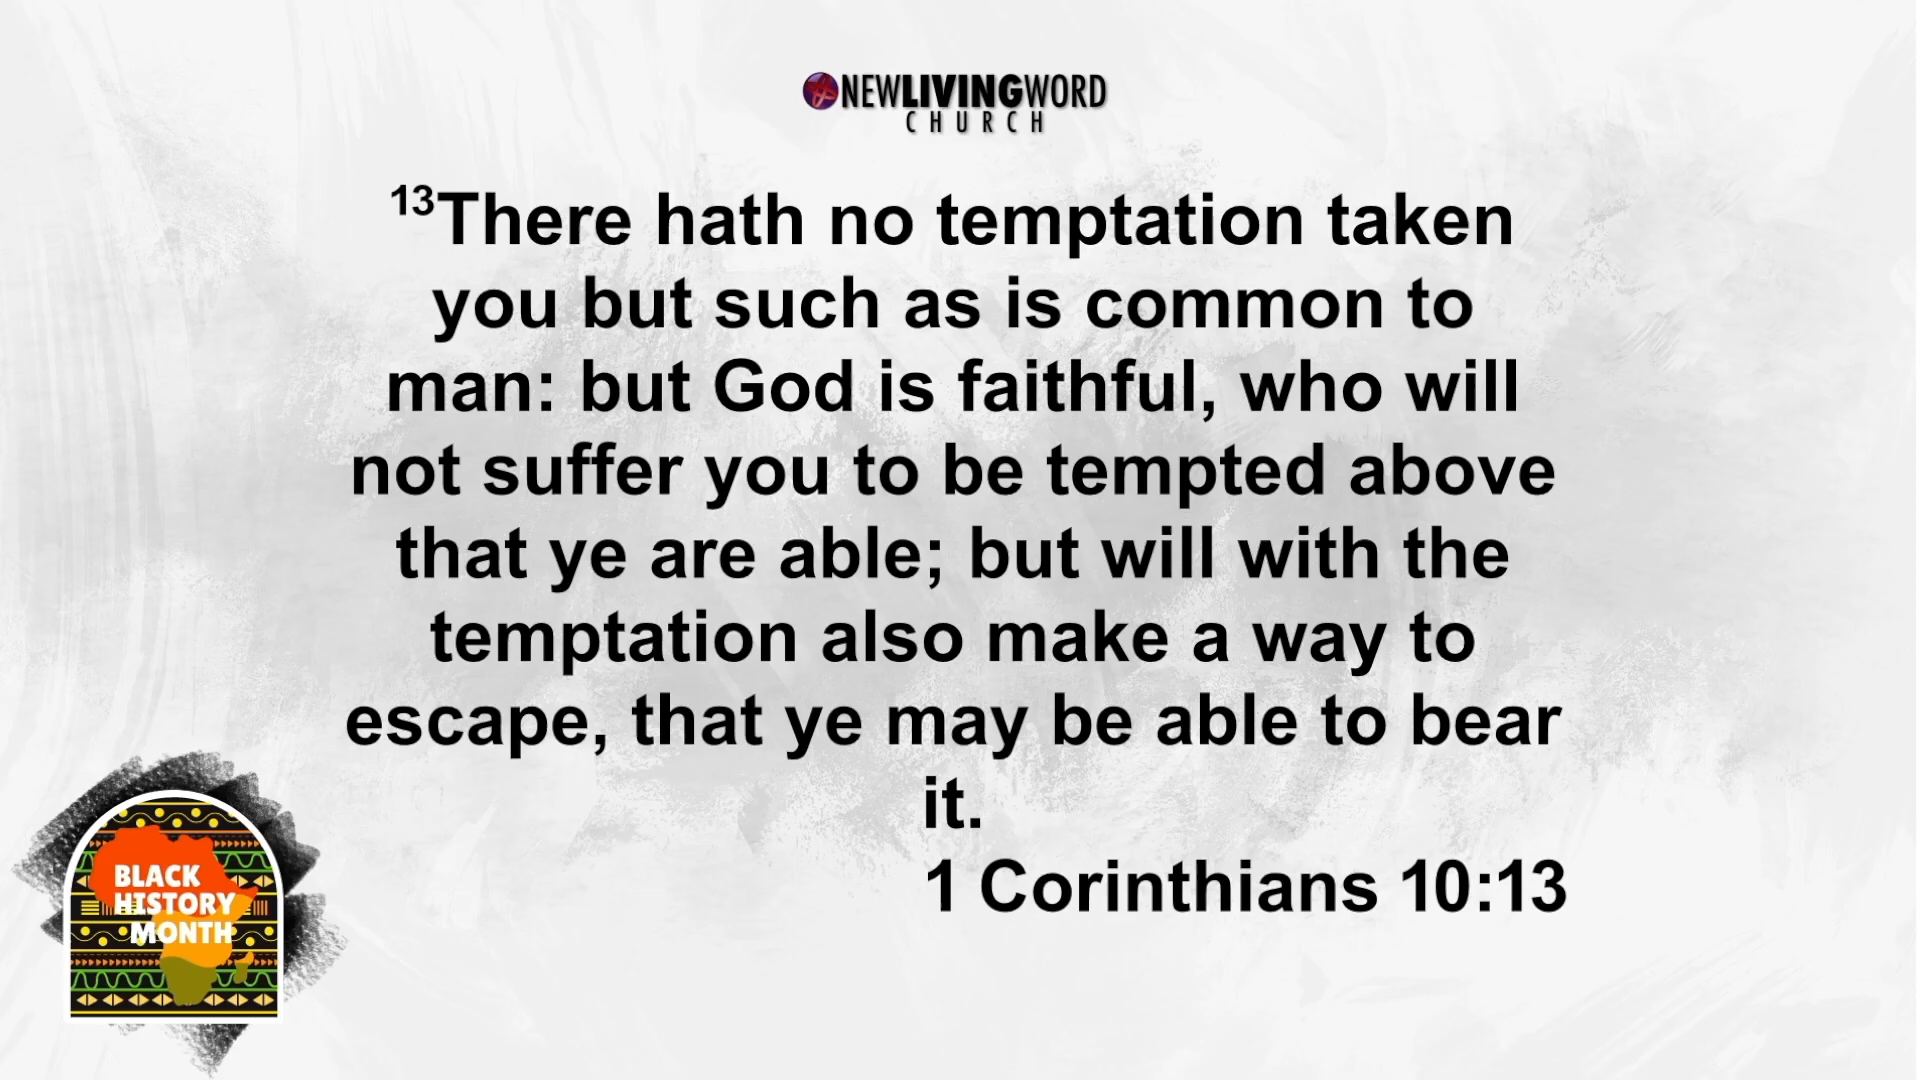 NEWLIVINGWORD
CHURCH
13There hath no temptation taken
you but such as is common to
man: but God is faithful, who will
not suffer you to be tempted above
that ye are able; but will with the
temptation also make a way to
escape, that ye may be able to bear
it.
1 Corinthians 10:13
BLACK
HISTORY
MONTH